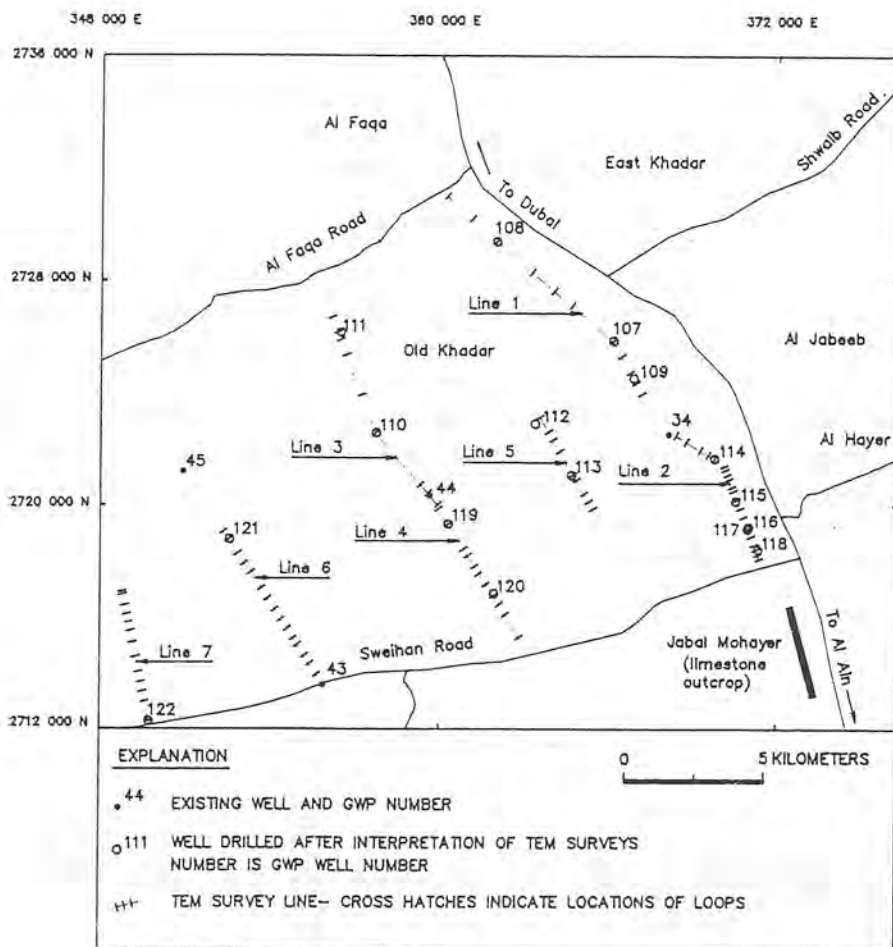 348 000 E
380 000 E
372 000 E
2736 000 N
Al Faqa
East Khadar
Shwaib Road
To Dubai
108
Al Faqa Road
2728 000 N
Line 1
107
111
Old Khadar
Al Jabeeb
109
112
34
110
114
Al Hayer
Line 3
Line 5
113
45
Line 2
44
115
2720 000 N
119
116
121
117
Line 4
118
Line 6
120
To Al Ain
Sweihan Road
Jabal Mohayer
(limestone
outcrop)
Line 7
43
122
2712 000 N
EXPLANATION
0 5 KILOMETERS
44 EXISTING WELL AND GWP NUMBER
111 WELL DRILLED AFTER INTERPRETATION OF TEM SURVEYS
NUMBER IS GWP WELL NUMBER
TEM SURVEY LINE- CROSS HATCHES INDICATE LOCATIONS OF LOOPS